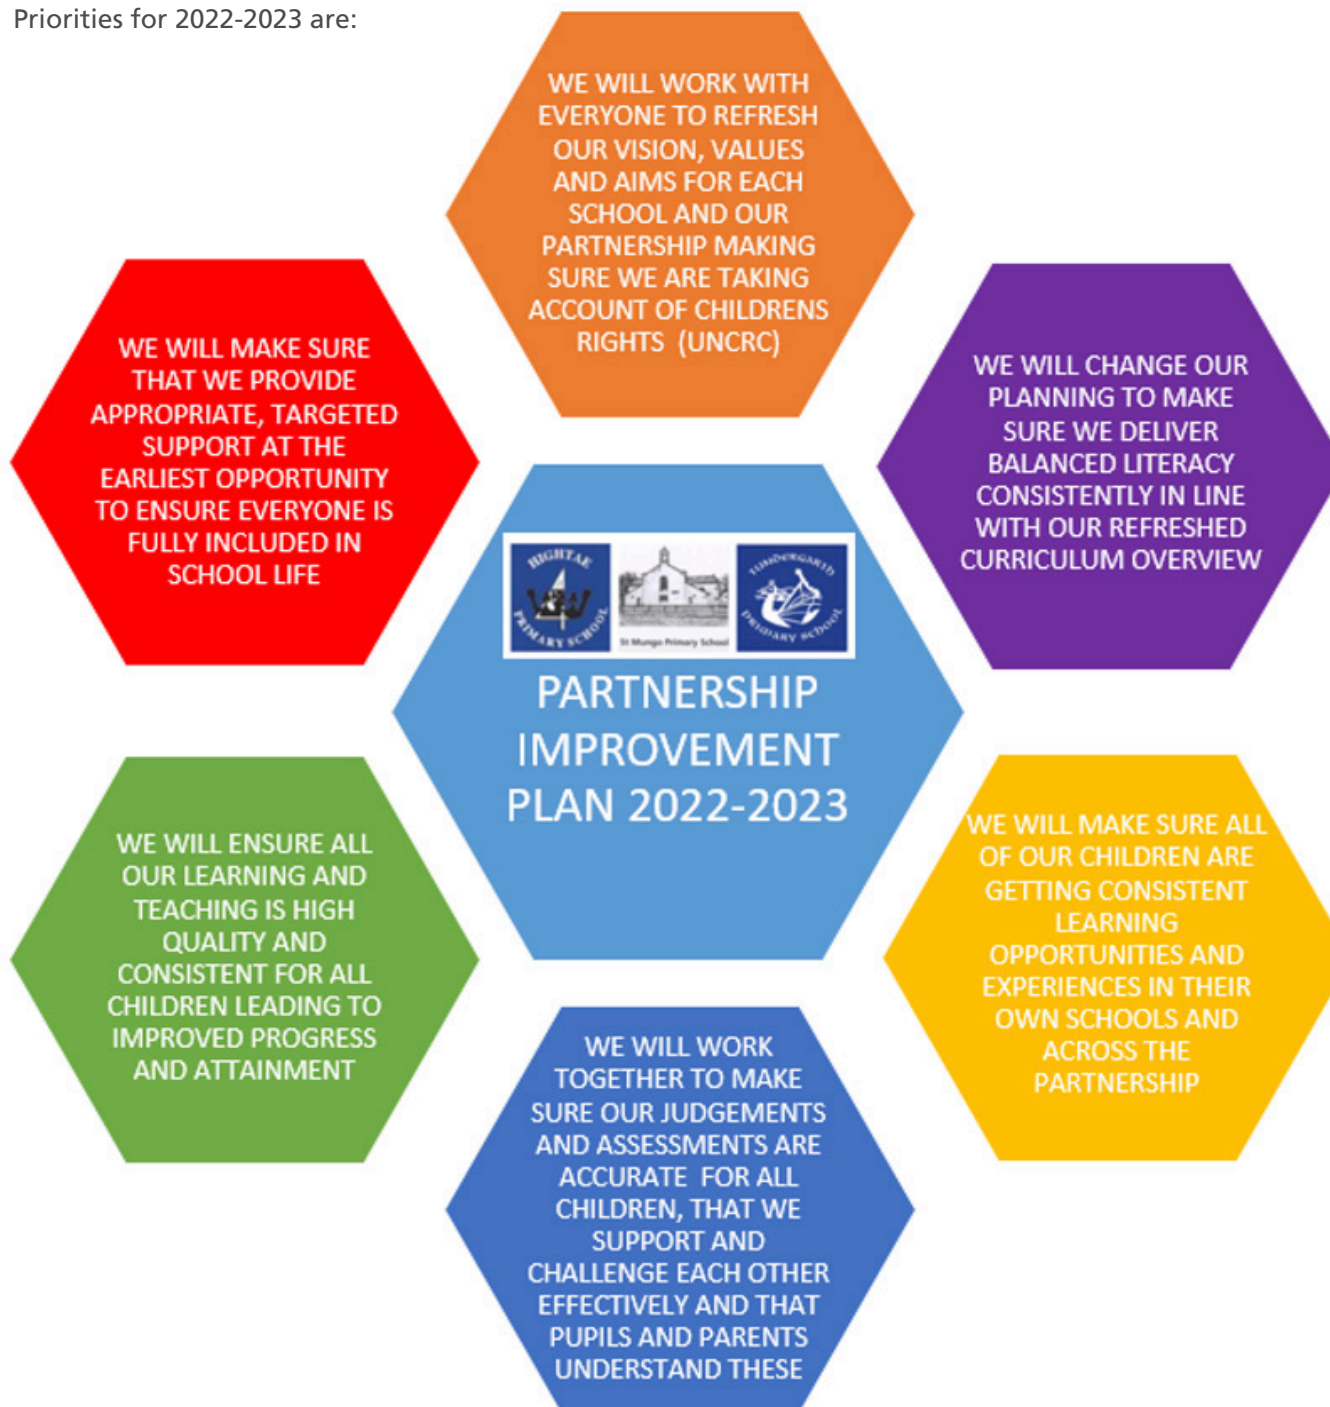 Priorities for 2022-2023 are:
WE WILL WORK WITH
EVERYONE TO REFRESH
OUR VISION, VALUES
AND AIMS FOR EACH
SCHOOL AND OUR
PARTNERSHIP MAKING
SURE WE ARE TAKING
ACCOUNT OF CHILDRENS
RIGHTS (UNCRC)
WE WILL MAKE SURE
THAT WE PROVIDE
APPROPRIATE, TARGETED
SUPPORT AT THE
EARLIEST OPPORTUNITY
TO ENSURE EVERYONE IS
FULLY INCLUDED IN
SCHOOL LIFE
WE WILL CHANGE OUR
PLANNING TO MAKE
SURE WE DELIVER
BALANCED LITERACY
CONSISTENTLY IN LINE
WITH OUR REFRESHED
CURRICULUM OVERVIEW
HIGHTAE
PRIMARY SCHOOL
St Mungo Primary School
TUNDERGARTH
PRIMARY SCHOOL
PARTNERSHIP
IMPROVEMENT
PLAN 2022-2023
WE WILL ENSURE ALL
OUR LEARNING AND
TEACHING IS HIGH
QUALITY AND
CONSISTENT FOR ALL
CHILDREN LEADING TO
IMPROVED PROGRESS
AND ATTAINMENT
WE WILL MAKE SURE ALL
OF OUR CHILDREN ARE
GETTING CONSISTENT
LEARNING
OPPORTUNITIES AND
EXPERIENCES IN THEIR
OWN SCHOOLS AND
ACROSS THE
PARTNERSHIP
WE WILL WORK
TOGETHER TO MAKE
SURE OUR JUDGEMENTS
AND ASSESSMENTS ARE
ACCURATE FOR ALL
CHILDREN, THAT WE
SUPPORT AND
CHALLENGE EACH OTHER
EFFECTIVELY AND THAT
PUPILS AND PARENTS
UNDERSTAND THESE